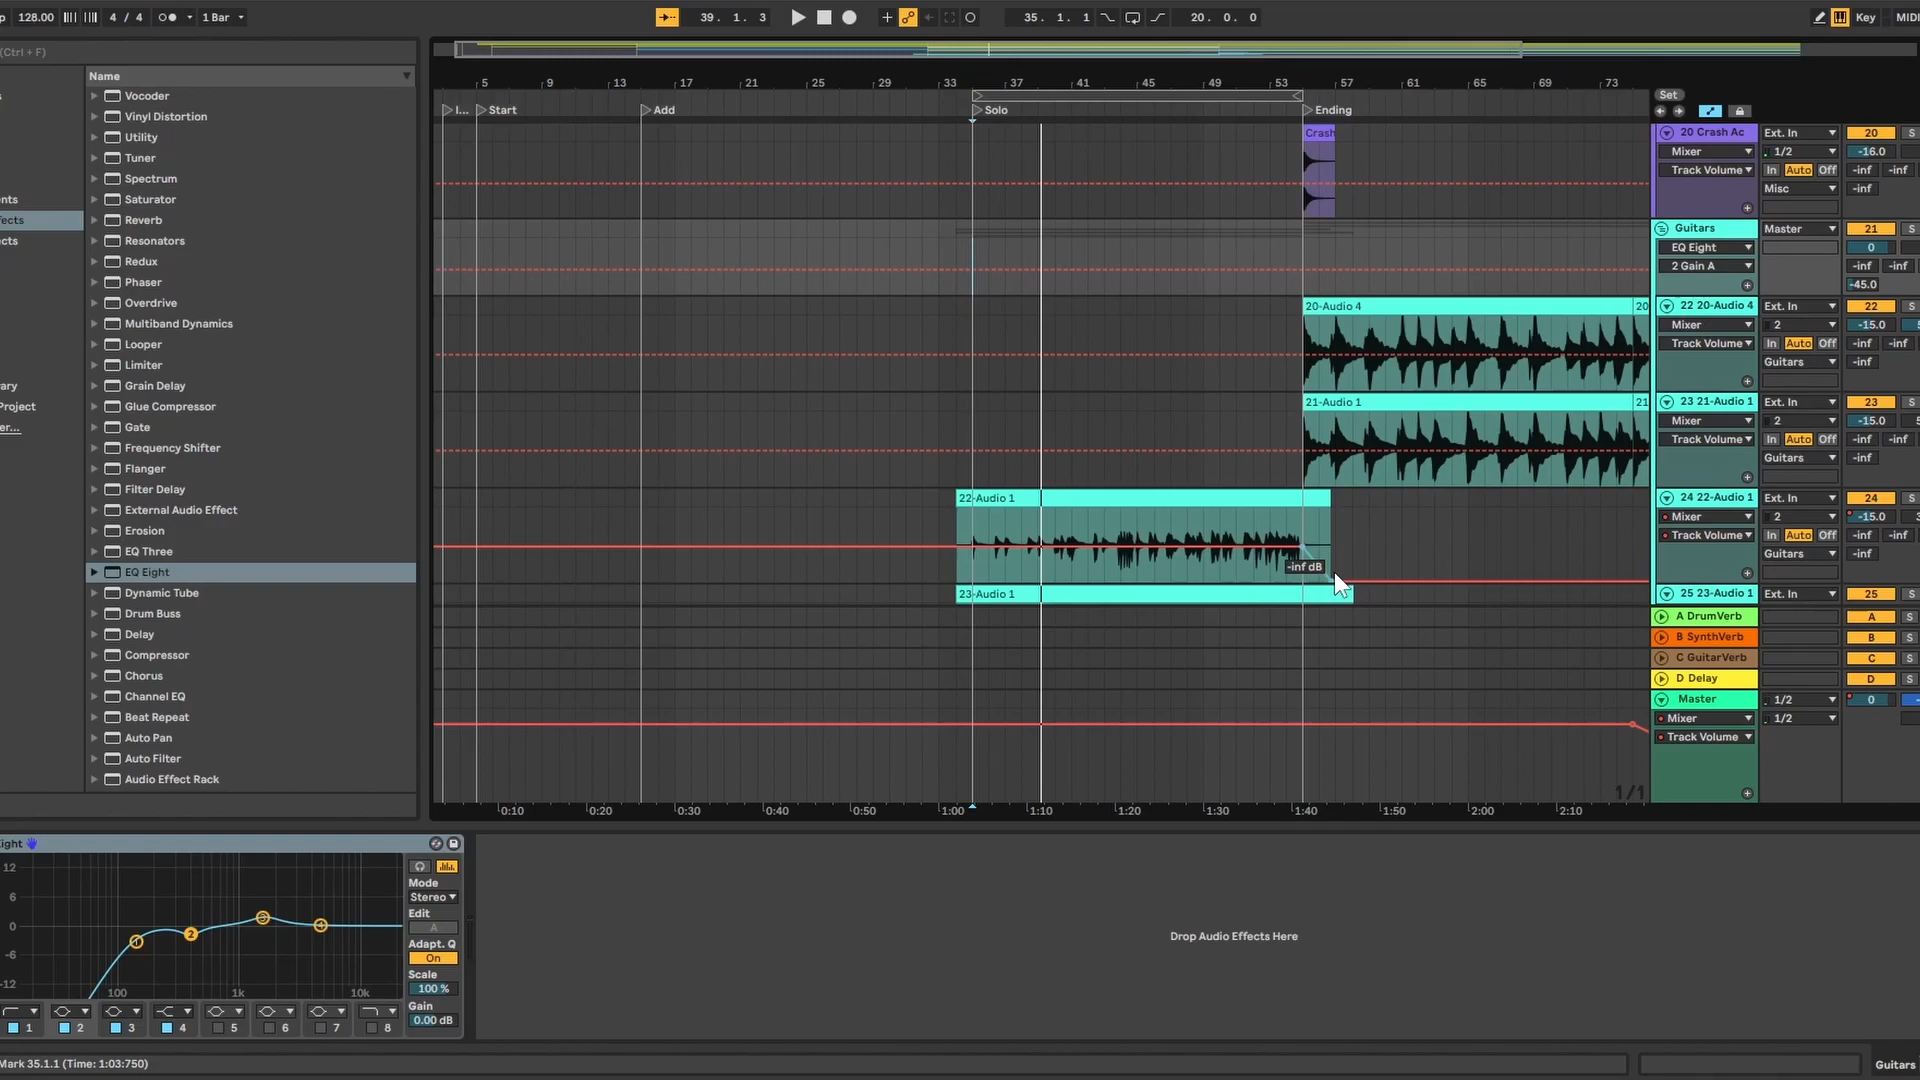 128.00 4 / 4 1 Bar 39. 1. 3 35. 1. 1 20. 0. 0 Key MIDI
(Ctrl + F)
Name
Vocoder
Vinyl Distortion
Utility
Tuner
Spectrum
Saturator
Reverb
Resonators
Redux
Phaser
Overdrive
Multiband Dynamics
Looper
Limiter
Grain Delay
Glue Compressor
Gate
Frequency Shifter
Flanger
Filter Delay
External Audio Effect
Erosion
EQ Three
EQ Eight
Dynamic Tube
Drum Buss
Delay
Compressor
Chorus
Channel EQ
Beat Repeat
Auto Pan
Auto Filter
Audio Effect Rack
nts
fects
cts
ary
Project
er...
5 9 13 17 21 25 29 33 37 41 45 49 53 57 61 65 69 73
I... Start Add Solo Ending
Set
Crash
20-Audio 4 20
21-Audio 1 21
22-Audio 1
-inf dB
23-Audio 1
20 Crash Ac Ext. In 20 S
Mixer 1/2 -16.0
Track Volume In Auto Off -inf -inf
Misc -inf
Guitars Master 21 S
EQ Eight 0
2 Gain A -inf -inf
-45.0
22 20-Audio 4 Ext. In 22 S
Mixer 2 -15.0
Track Volume In Auto Off -inf -inf
Guitars -inf
23 21-Audio 1 Ext. In 23 S
Mixer 2 -15.0
Track Volume In Auto Off -inf -inf
Guitars -inf
24 22-Audio 1 Ext. In 24 S
Mixer 2 -15.0
Track Volume In Auto Off -inf -inf
Guitars -inf
25 23-Audio 1 Ext. In 25 S
A DrumVerb A S
B SynthVerb B S
C GuitarVerb C S
D Delay D S
Master 1/2 0
Mixer 1/2
Track Volume
1/1
0:10 0:20 0:30 0:40 0:50 1:00 1:10 1:20 1:30 1:40 1:50 2:00 2:10
ight
12
6
0
-6
-12
100 1k 10k
1 2 3 4 5 6 7 8
Mode
Stereo
Edit
A
Adapt. Q
On
Scale
100 %
Gain
0.00 dB
Drop Audio Effects Here
Mark 35.1.1 (Time: 1:03:750)
Guitars